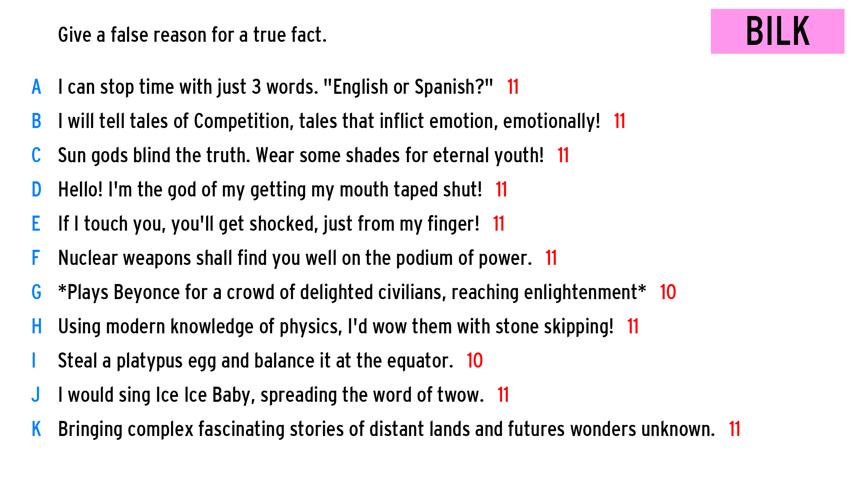 Give a false reason for a true fact.
BILK
A I can stop time with just 3 words. "English or Spanish?" 11
B I will tell tales of Competition, tales that inflict emotion, emotionally! 11
C Sun gods blind the truth. Wear some shades for eternal youth! 11
D Hello! I'm the god of my getting my mouth taped shut! 11
E If I touch you, you'll get shocked, just from my finger! 11
F Nuclear weapons shall find you well on the podium of power. 11
G *Plays Beyonce for a crowd of delighted civilians, reaching enlightenment* 10
H Using modern knowledge of physics, I'd wow them with stone skipping! 11
I Steal a platypus egg and balance it at the equator. 10
J I would sing Ice Ice Baby, spreading the word of twow. 11
K Bringing complex fascinating stories of distant lands and futures wonders unknown. 11